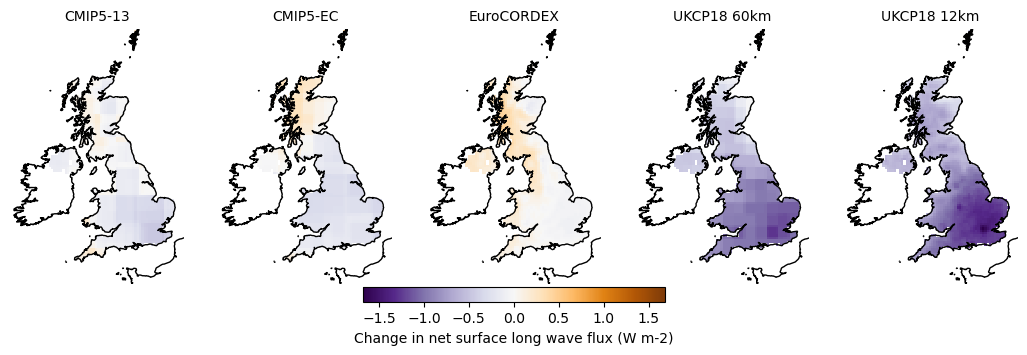 CMIP5-13 CMIP5-EC EuroCORDEX UKCP18 60km UKCP18 12km
−1.5 −1.0 −0.5 0.0 0.5 1.0 1.5
Change in net surface long wave flux (W m-2)